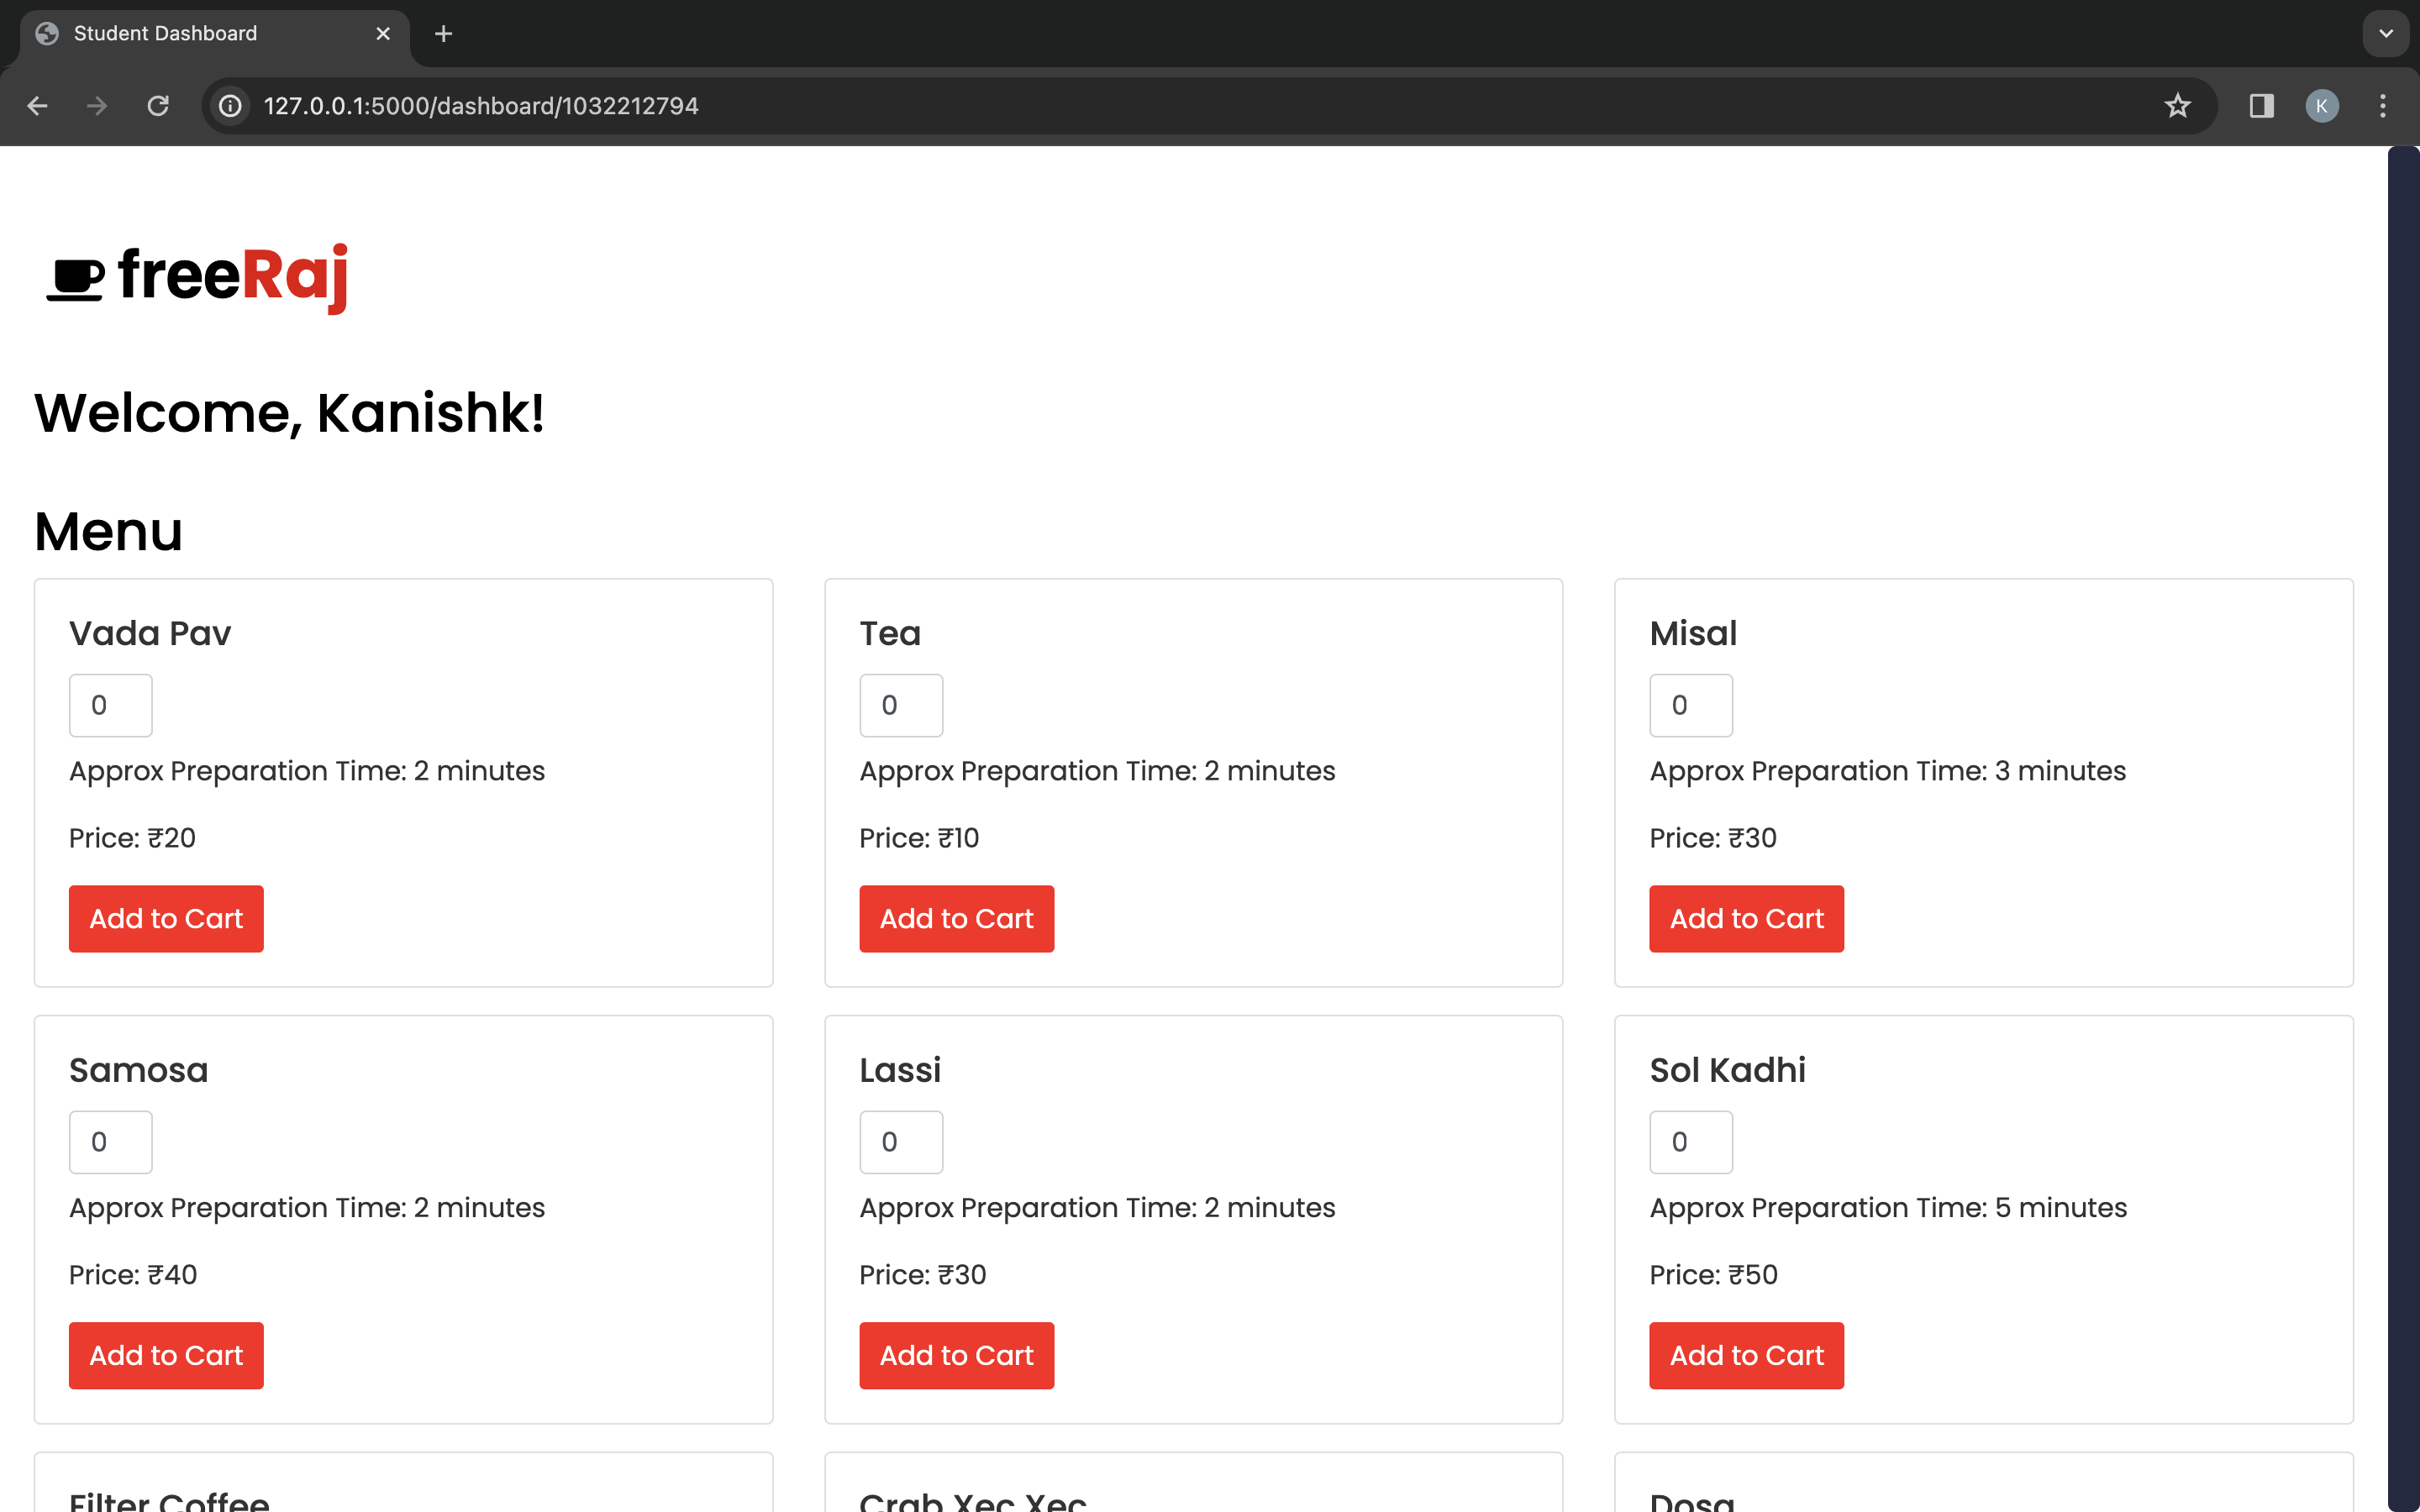 Student Dashboard
127.0.0.1:5000/dashboard/1032212794
K
freeRaj
Welcome, Kanishk!
Menu
Vada Pav
0
Approx Preparation Time: 2 minutes
Price: ₹20
Add to Cart
Tea
0
Approx Preparation Time: 2 minutes
Price: ₹10
Add to Cart
Misal
0
Approx Preparation Time: 3 minutes
Price: ₹30
Add to Cart
Samosa
0
Approx Preparation Time: 2 minutes
Price: ₹40
Add to Cart
Lassi
0
Approx Preparation Time: 2 minutes
Price: ₹30
Add to Cart
Sol Kadhi
0
Approx Preparation Time: 5 minutes
Price: ₹50
Add to Cart
Filter Coffee
Crab Xec Xec
Dosa